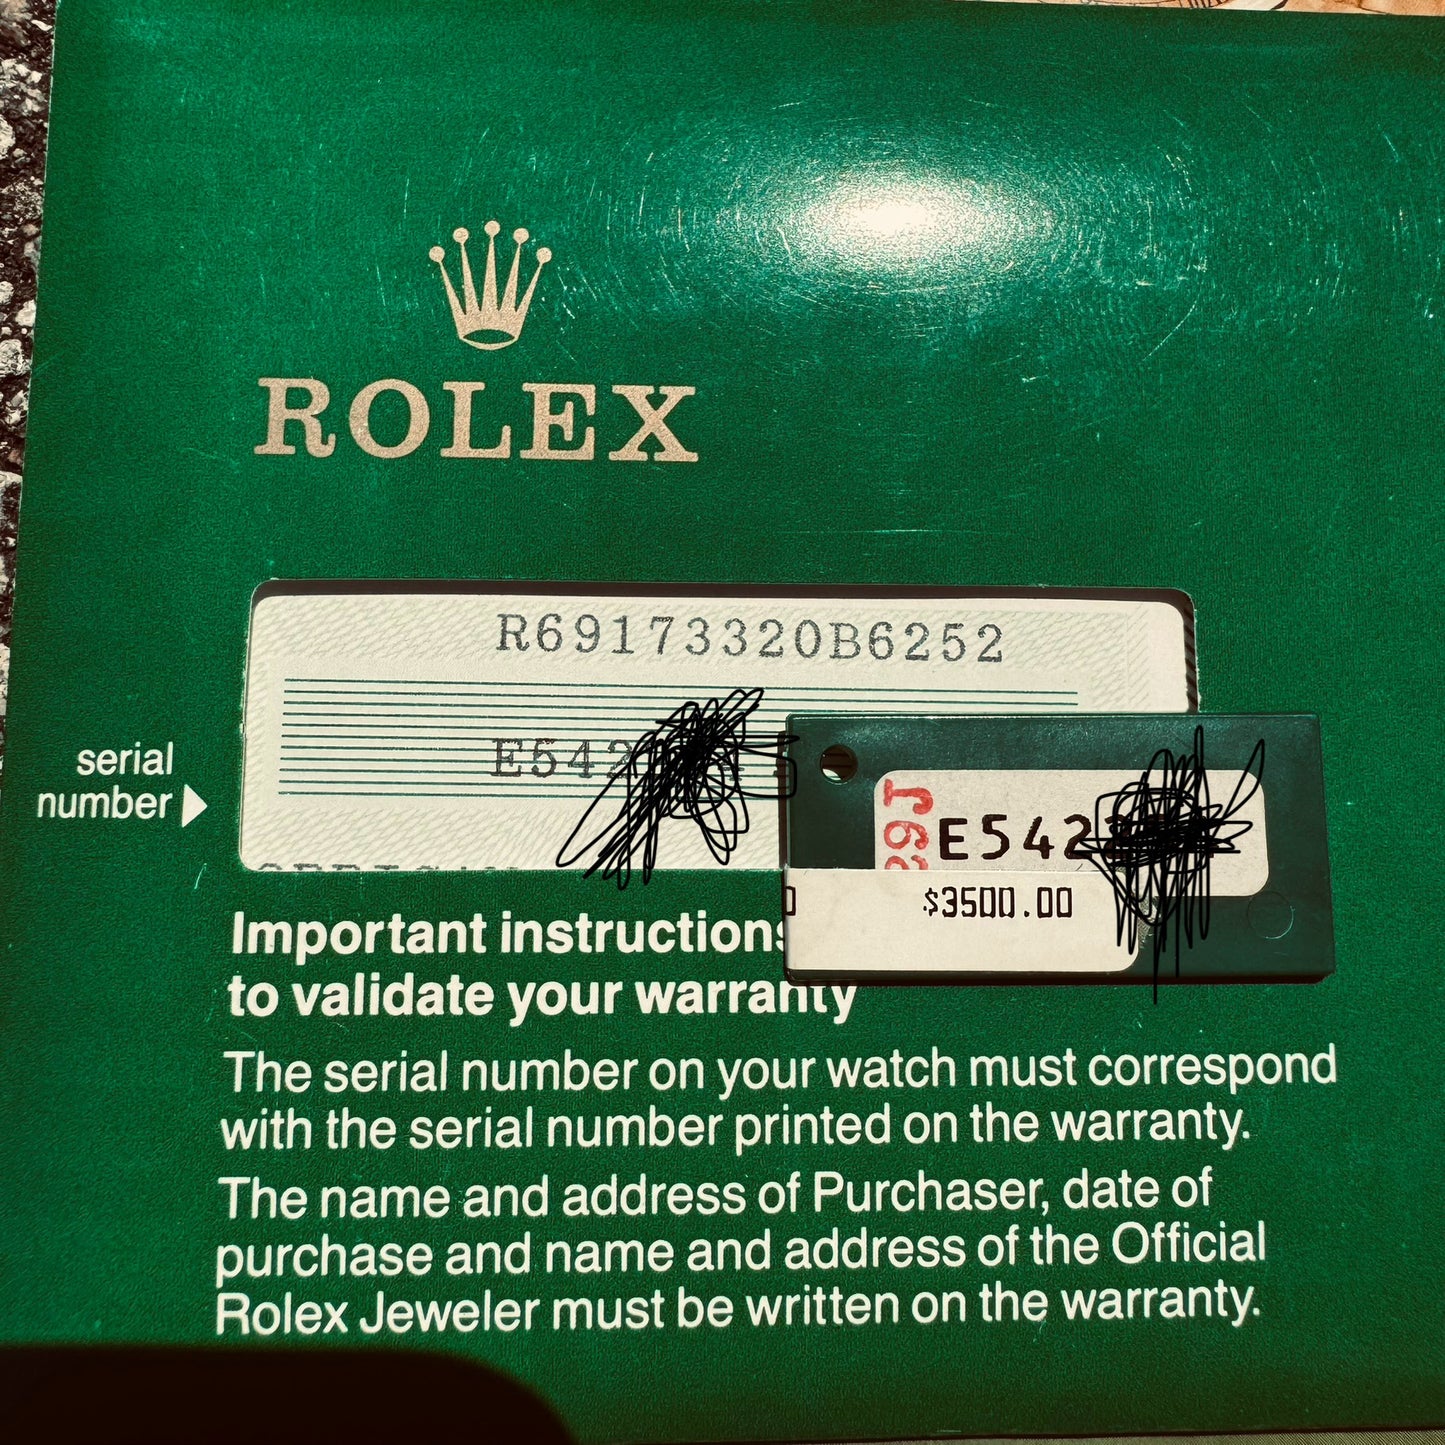 ROLEX
R69173320B6252
serial
number
E542
E542
$3500.00
Important instructions
to validate your warranty
The serial number on your watch must correspond
with the serial number printed on the warranty.
The name and address of Purchaser, date of
purchase and name and address of the Official
Rolex Jeweler must be written on the warranty.